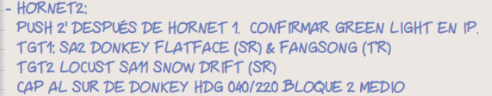 - HORNET2:
PUSH 2' DESPUÉS DE HORNET 1. CONFIRMAR GREEN LIGHT EN IP.
TGT1: SA2 DONKEY FLATFACE (SR) & FANGSONG (TR)
TGT2 LOCUST SA11 SNOW DRIFT (SR)
CAP AL SUR DE DONKEY HDG 040/220 BLOQUE 2 MEDIO